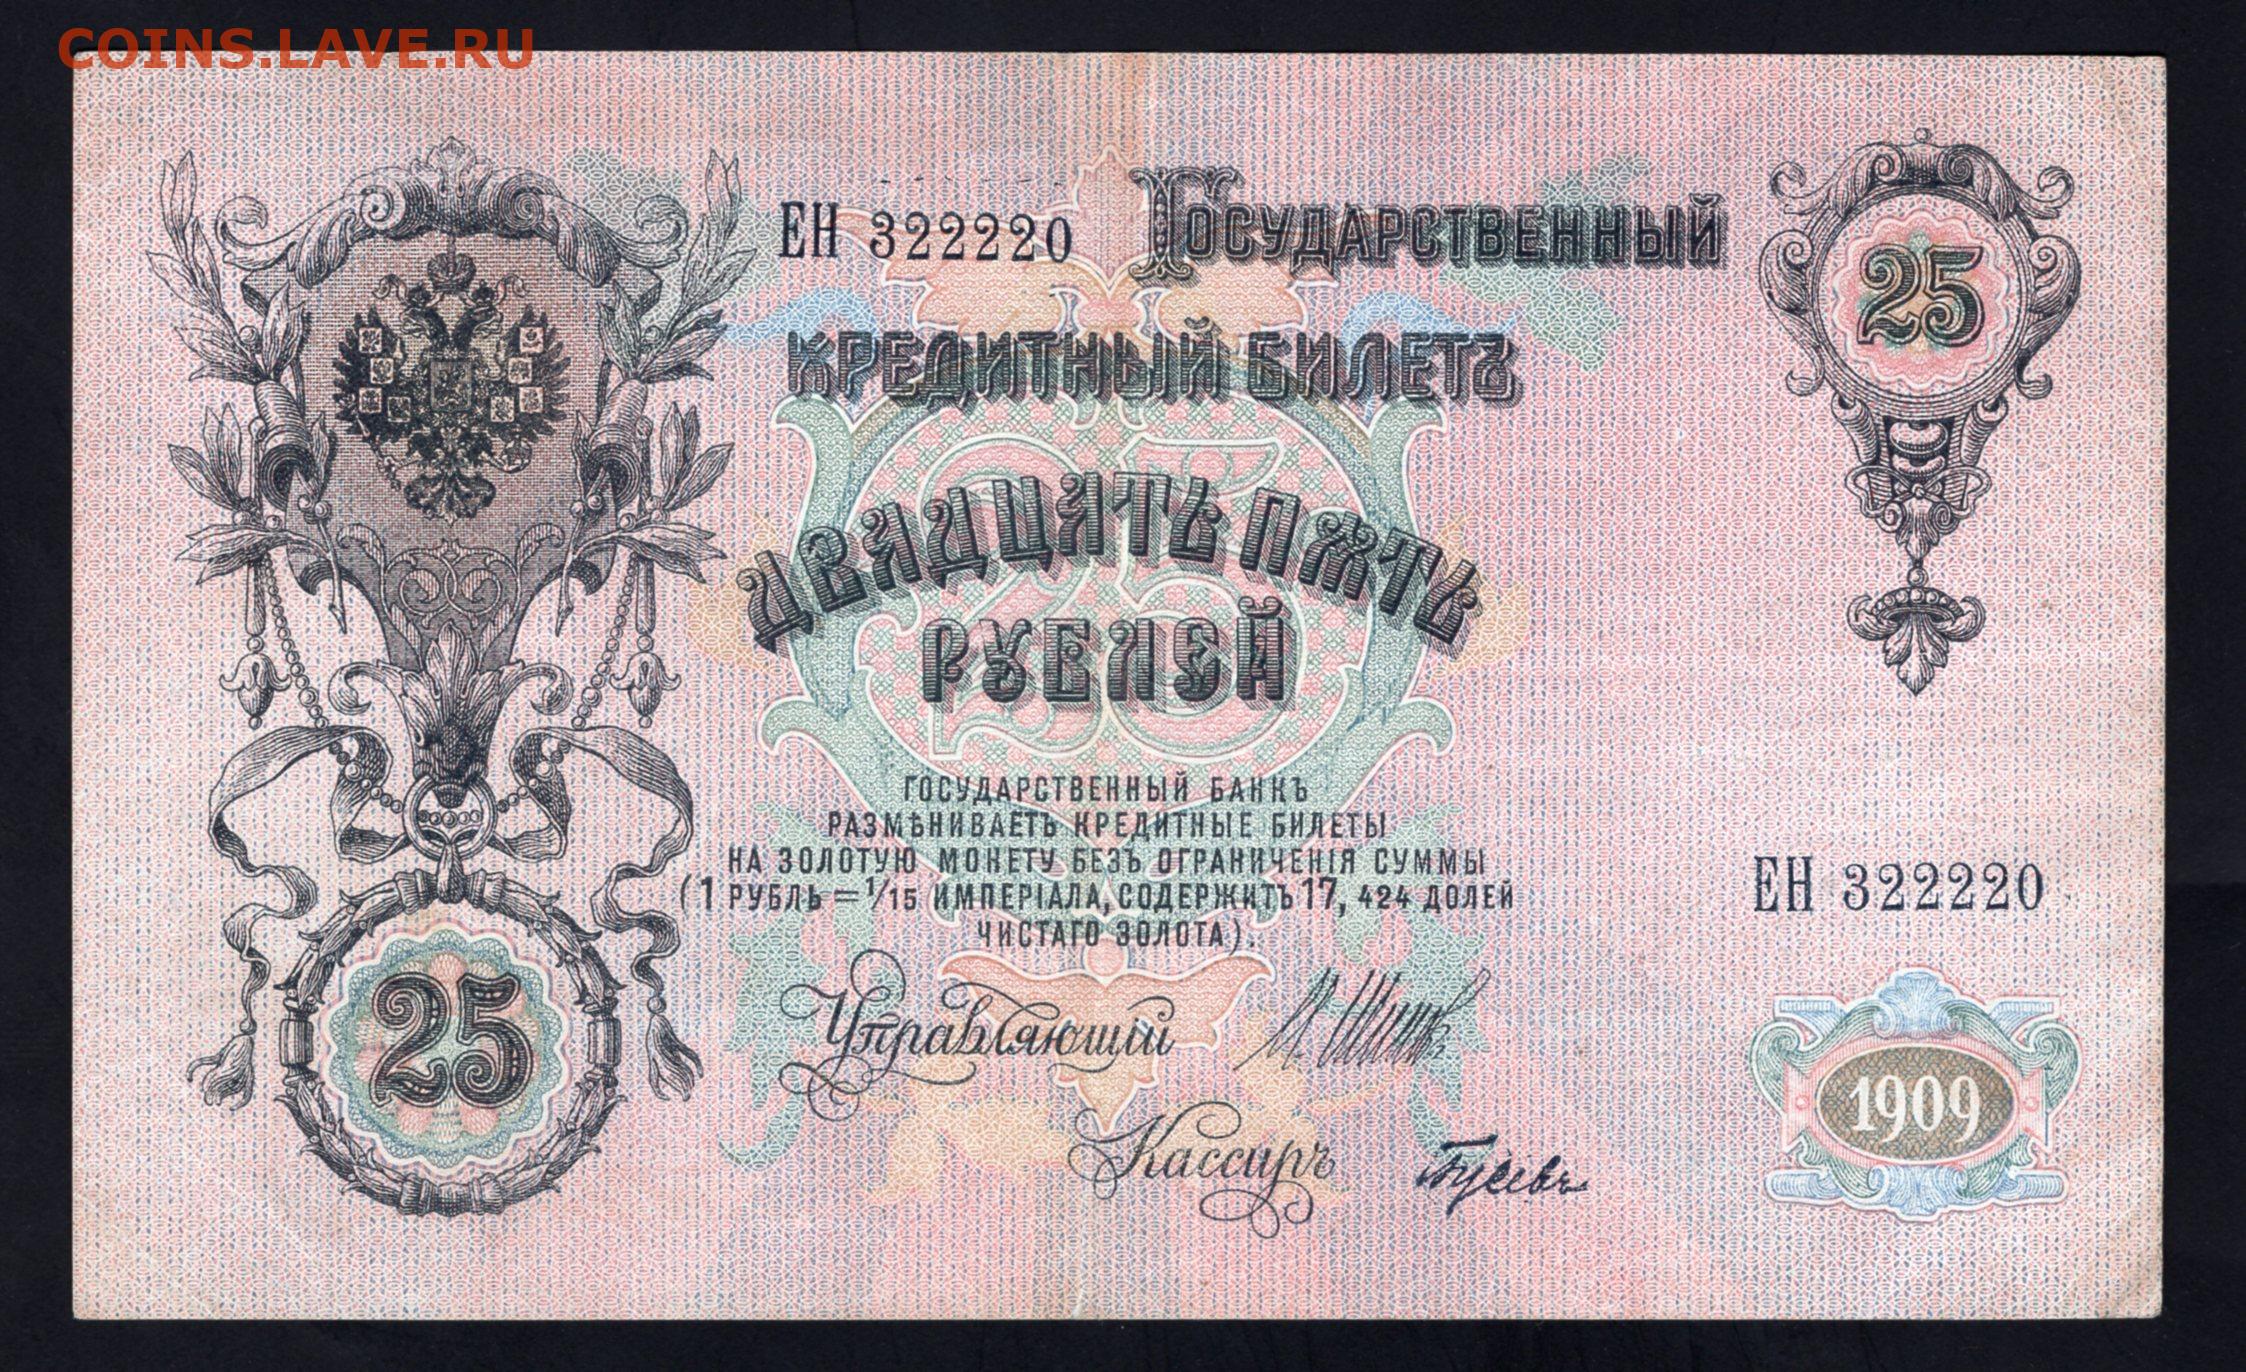 COINS.LAVE.RU
ЕН 322220 ГОСУДАРСТВЕННЫЙ
25
КРЕДИТНЫЙ БИЛЕТЪ
25
ДВАДЦАТЬ ПЯТЬ
РУБЛЕЙ
ГОСУДАРСТВЕННЫЙ БАНКЪ
РАЗМѢНИВАЕТЪ КРЕДИТНЫЕ БИЛЕТЫ
НА ЗОЛОТУЮ МОНЕТУ БЕЗЪ ОГРАНИЧЕНІЯ СУММЫ
(1 РУБЛЬ = 1/15 ИМПЕРІАЛА, СОДЕРЖИТЪ 17, 424 ДОЛЕЙ
ЧИСТАГО ЗОЛОТА).
ЕН 322220
25
Управляющій
Кассиръ
Гусевъ
1909